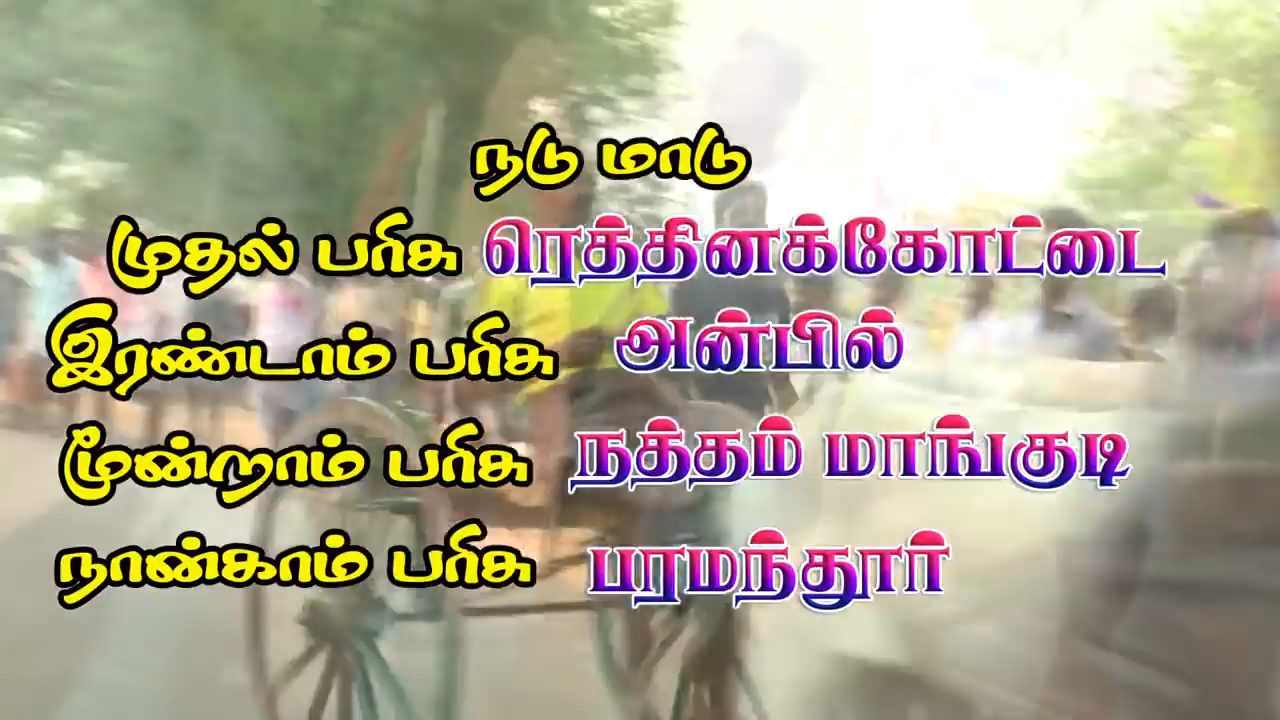 நடு மாடு
முதல் பரிசு ரெத்தினக்கோட்டை
இரண்டாம் பரிசு அன்பில்
மூன்றாம் பரிசு நத்தம் மாங்குடி
நான்காம் பரிசு பரமந்தூர்